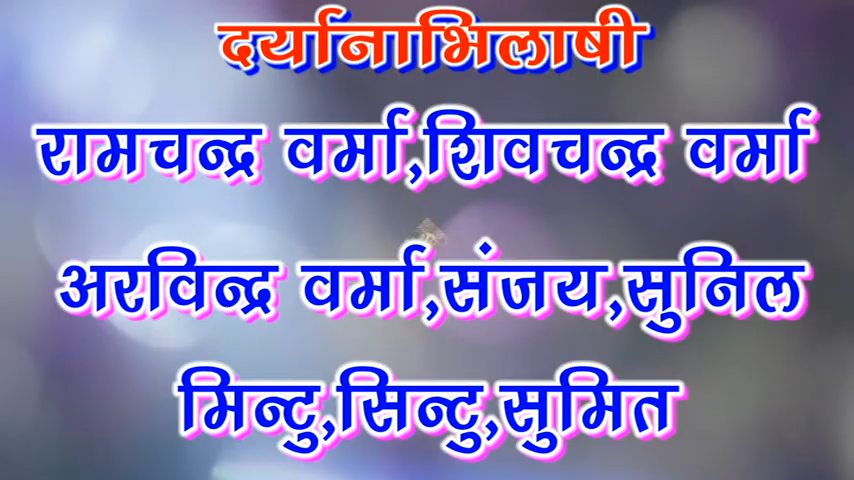 दर्यानाभिलाषी
रामचन्द्र वर्मा,शिवचन्द्र वर्मा
अरविन्द्र वर्मा,संजय,सुनिल
मिन्टु,सिन्टु,सुमित